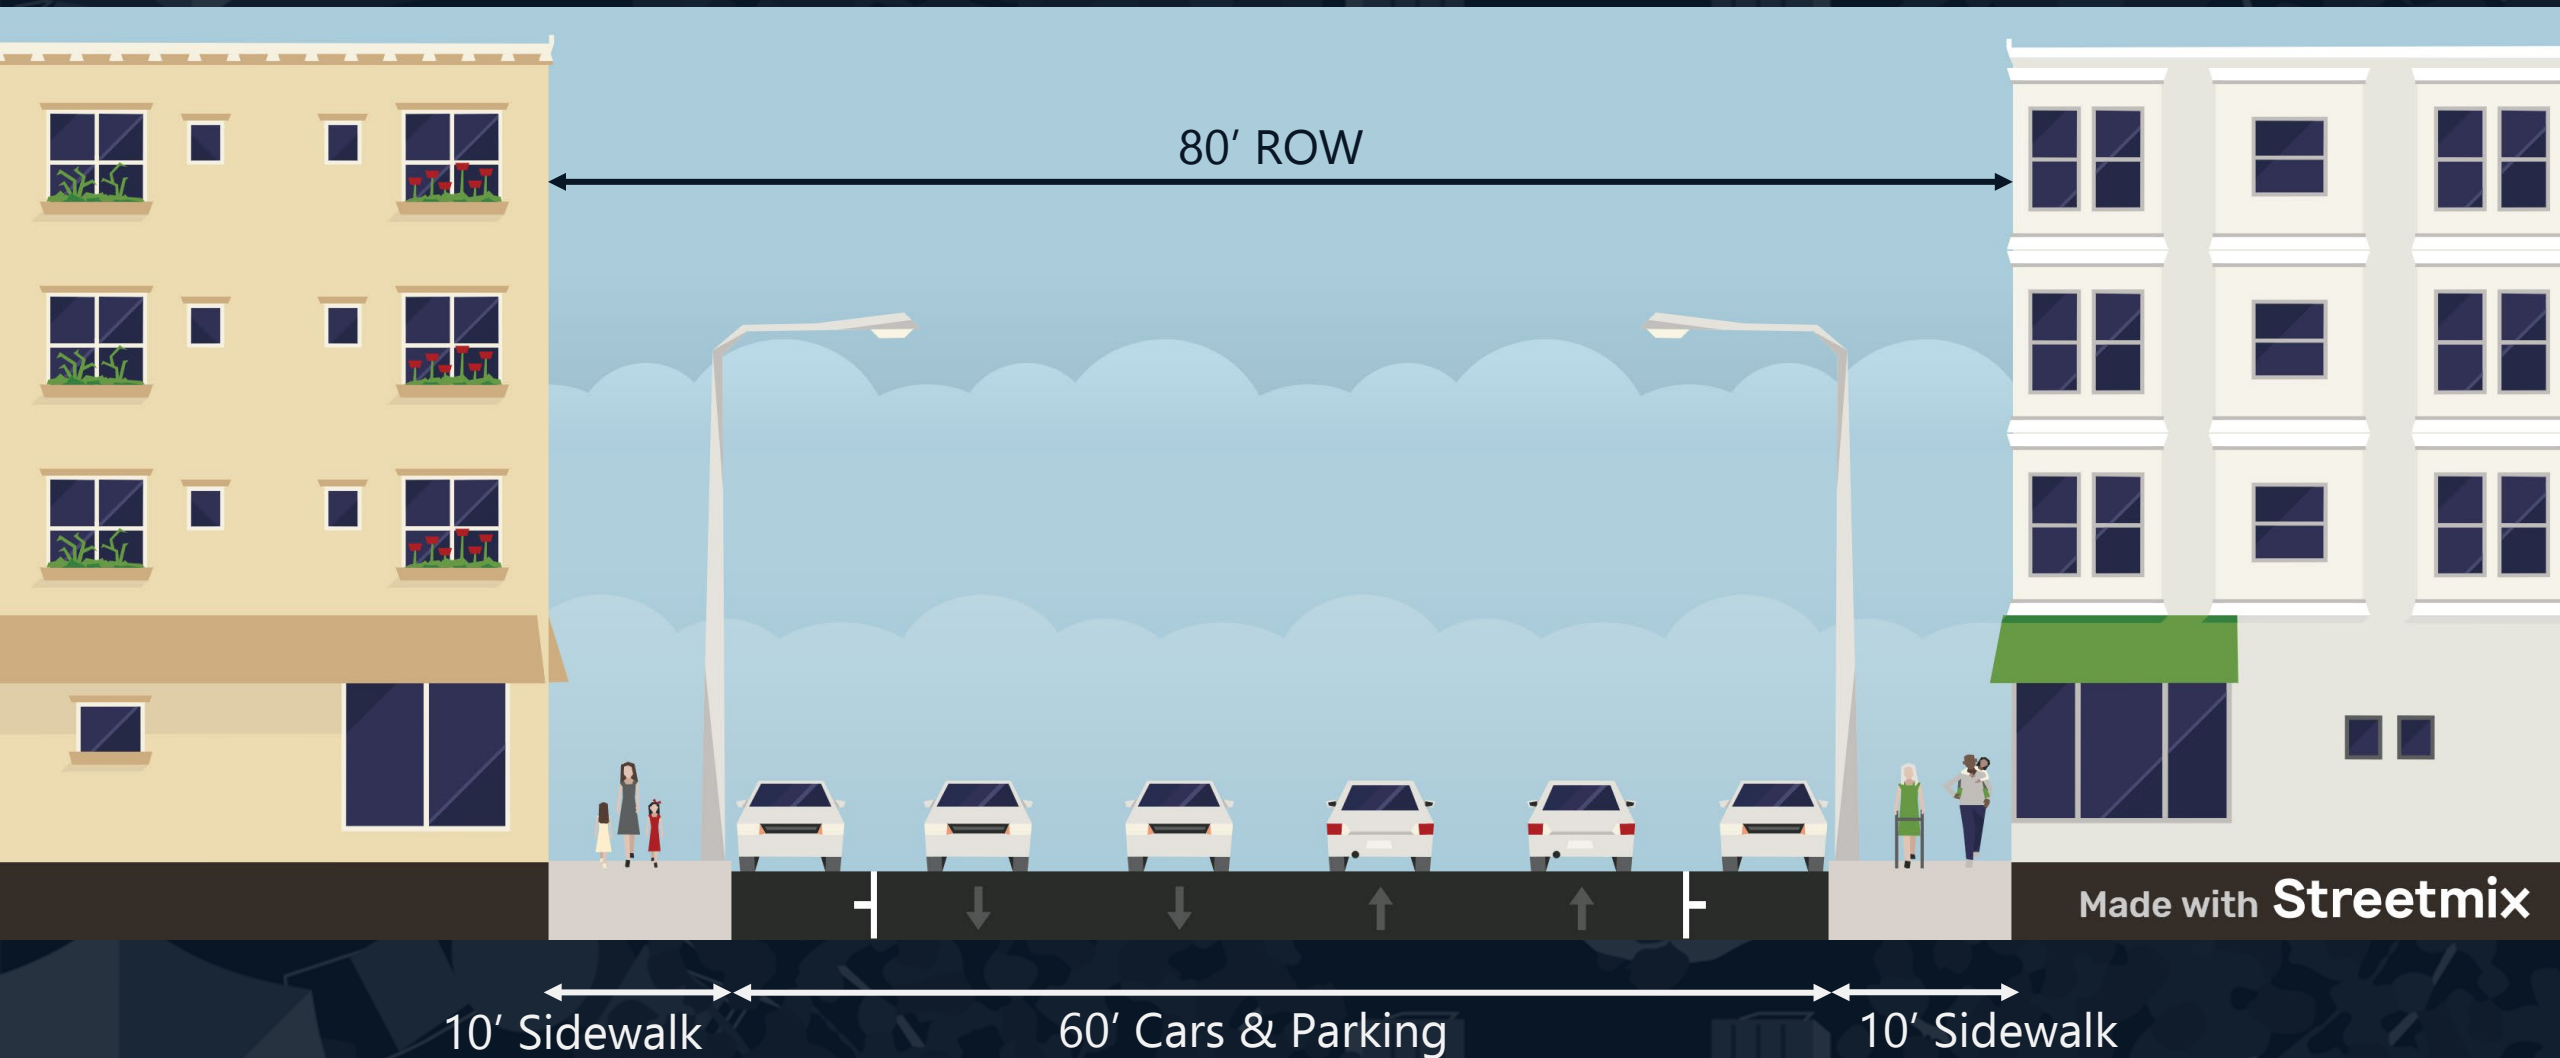 80′ ROW
Made with Streetmix
10′ Sidewalk
60′ Cars & Parking
10′ Sidewalk